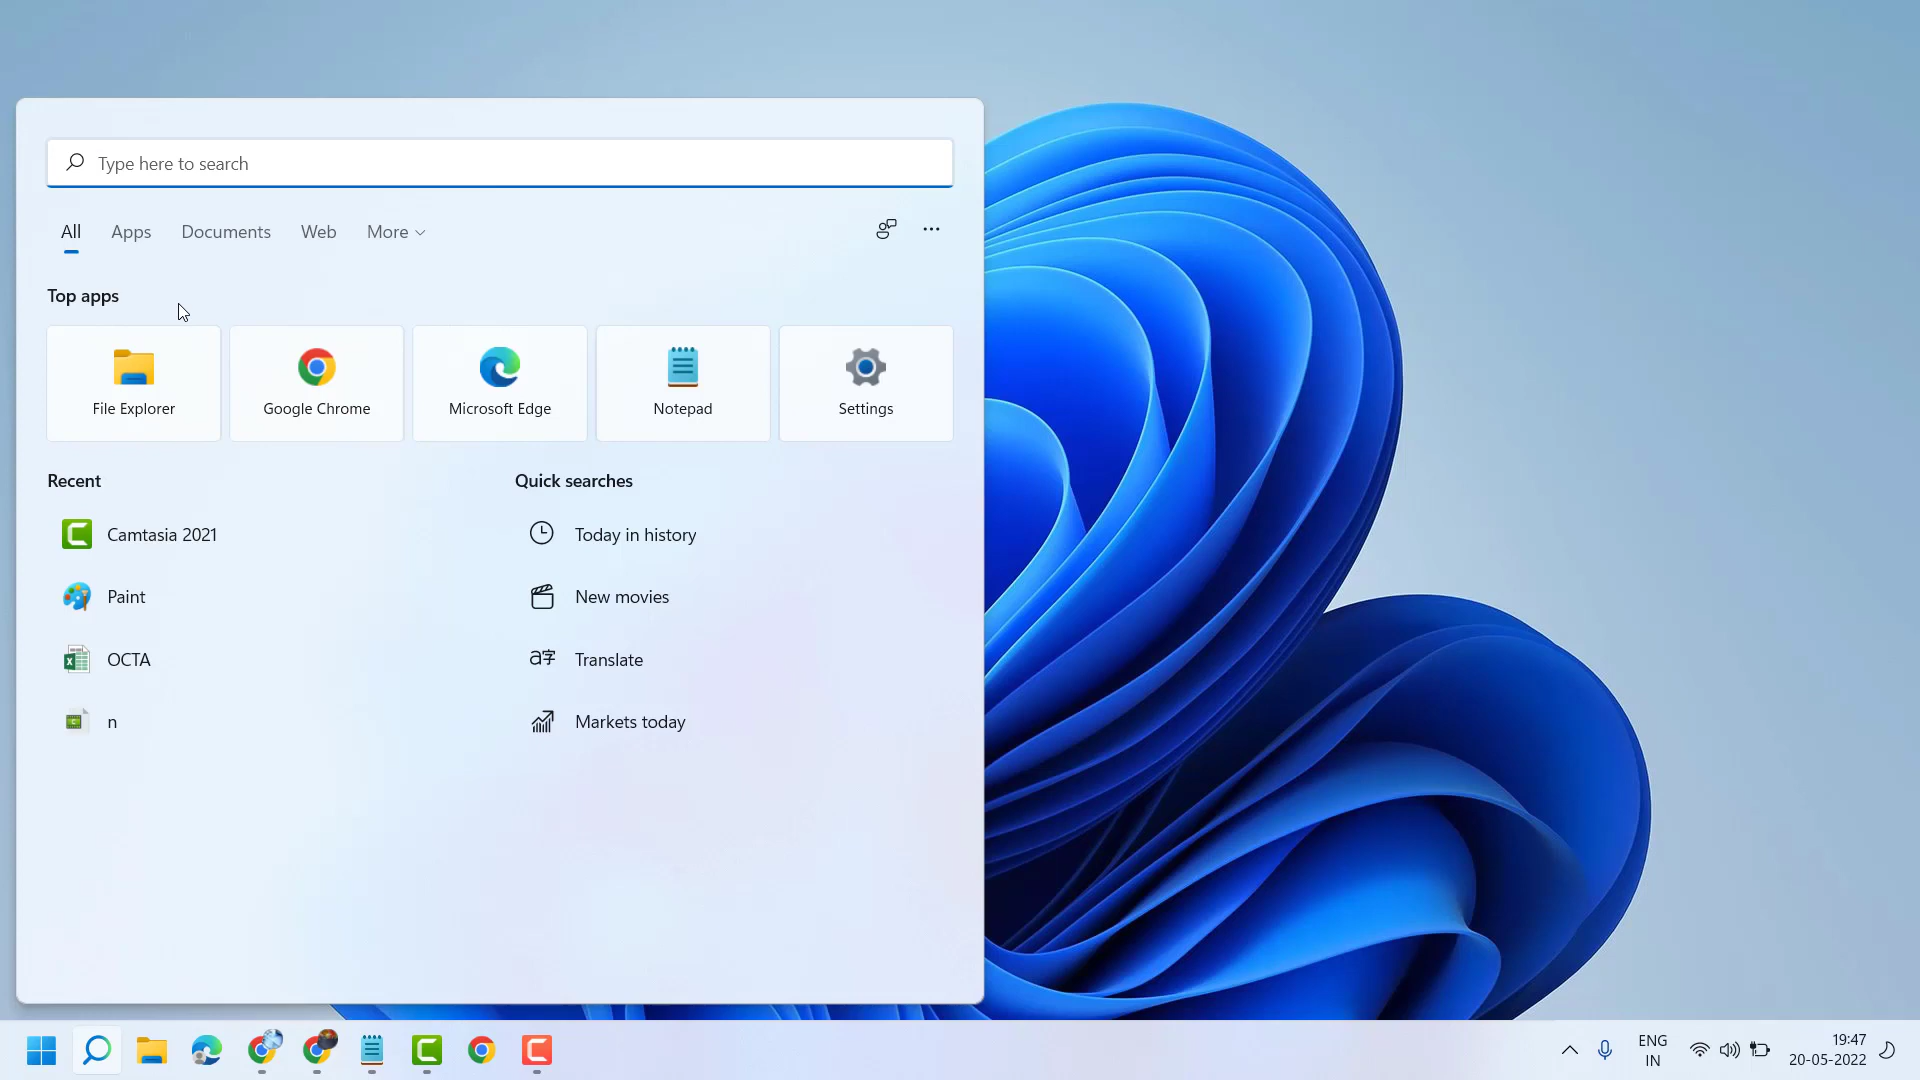 Type here to search
All Apps Documents Web More
Top apps
File Explorer Google Chrome Microsoft Edge Notepad Settings
Recent Quick searches
Camtasia 2021 Today in history
Paint New movies
OCTA Translate
n Markets today
ENG 19:47
IN 20-05-2022